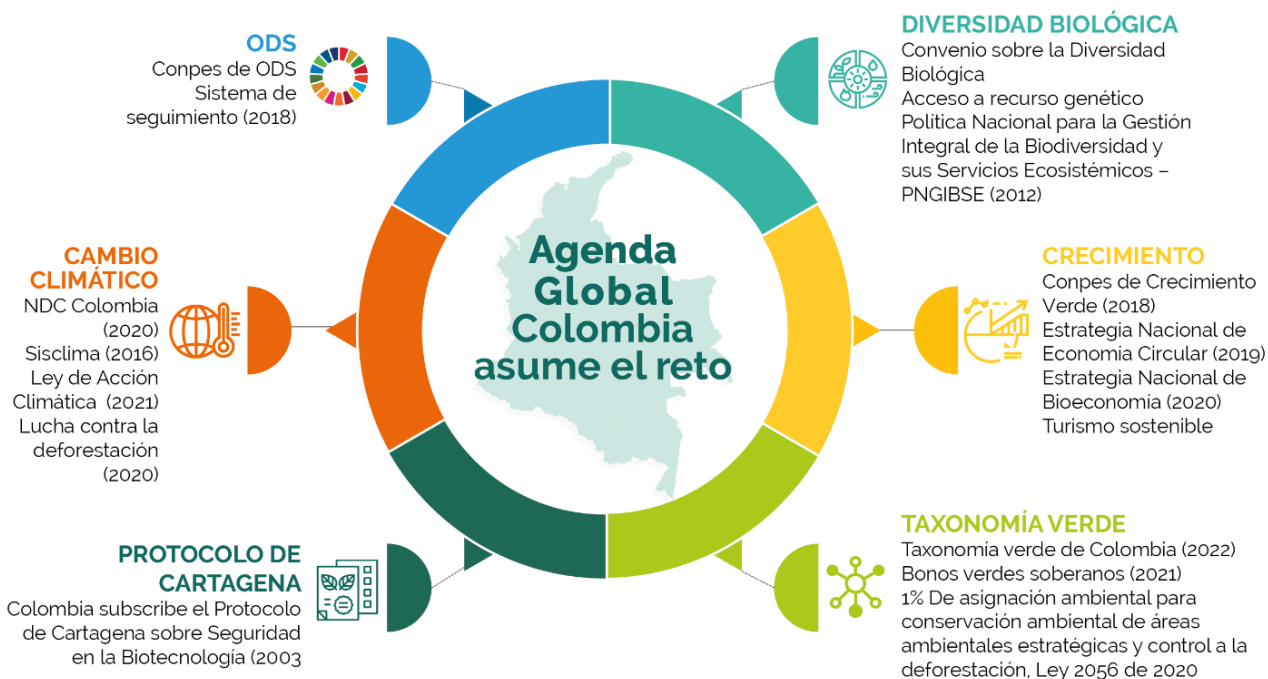 ODS
Conpes de ODS
Sistema de
seguimiento (2018)
DIVERSIDAD BIOLÓGICA
Convenio sobre la Diversidad
Biológica
Acceso a recurso genético
Política Nacional para la Gestión
Integral de la Biodiversidad y
sus Servicios Ecosistémicos –
PNGIBSE (2012)
Agenda
Global
Colombia
asume el reto
CAMBIO
CLIMÁTICO
NDC Colombia
(2020)
Sisclima (2016)
Ley de Acción
Climática (2021)
Lucha contra la
deforestación
(2020)
CRECIMIENTO
Conpes de Crecimiento
Verde (2018)
Estrategia Nacional de
Economía Circular (2019)
Estrategia Nacional de
Bioeconomía (2020)
Turismo sostenible
PROTOCOLO DE
CARTAGENA
Colombia subscribe el Protocolo
de Cartagena sobre Seguridad
en la Biotecnología (2003
TAXONOMÍA VERDE
Taxonomía verde de Colombia (2022)
Bonos verdes soberanos (2021)
1% De asignación ambiental para
conservación ambiental de áreas
ambientales estratégicas y control a la
deforestación, Ley 2056 de 2020